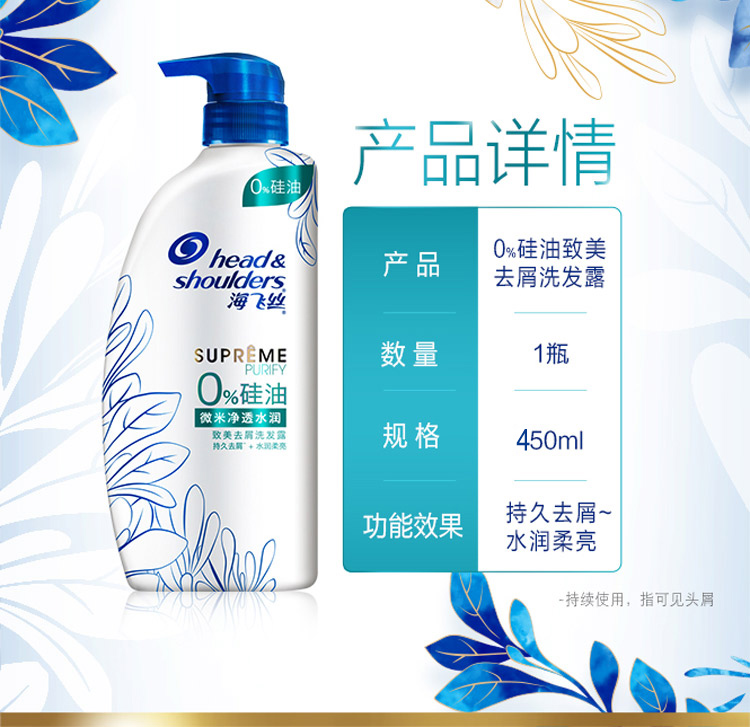 0%硅油
head &
shoulders®
海飞丝®
SUPRÊME
PURIFY
0%硅油
微米净透水润
致美去屑洗发露
持久去屑~ + 水润柔亮
产品详情
产品 0%硅油致美
去屑洗发露
数量 1瓶
规格 450ml
功能效果 持久去屑~
水润柔亮
~持续使用，指可见头屑